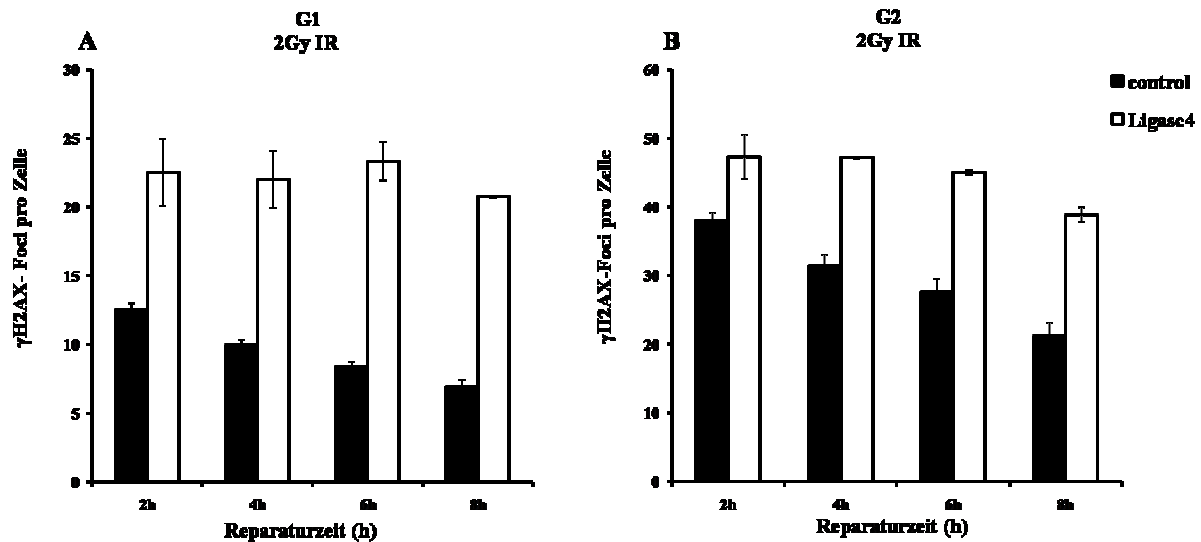 A
G1
2Gy IR
30
25
20
15
10
5
0
γH2AX- Foci pro Zelle
2h
4h
6h
8h
Reparaturzeit (h)
B
G2
2Gy IR
60
50
40
30
20
10
0
γH2AX-Foci pro Zelle
2h
4h
6h
8h
Reparaturzeit (h)
control
Ligase4